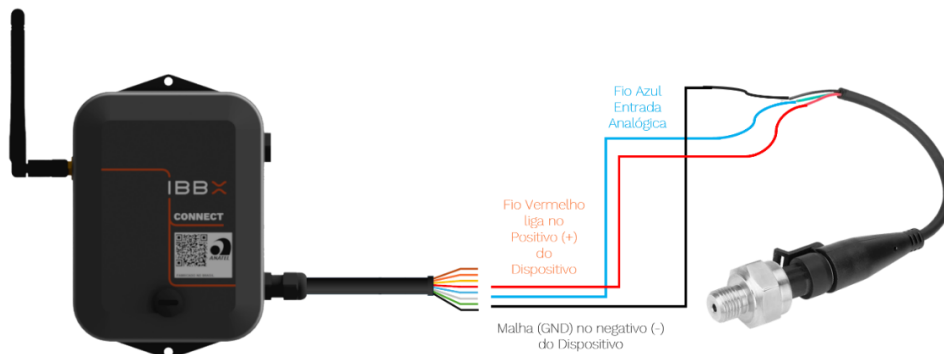 Fio Azul
Entrada
Analógica
IBBX
CONNECT
ANATEL
Fio Vermelho
liga no
Positivo (+)
do
Dispositivo
Malha (GND) no negativo (-)
do Dispositivo